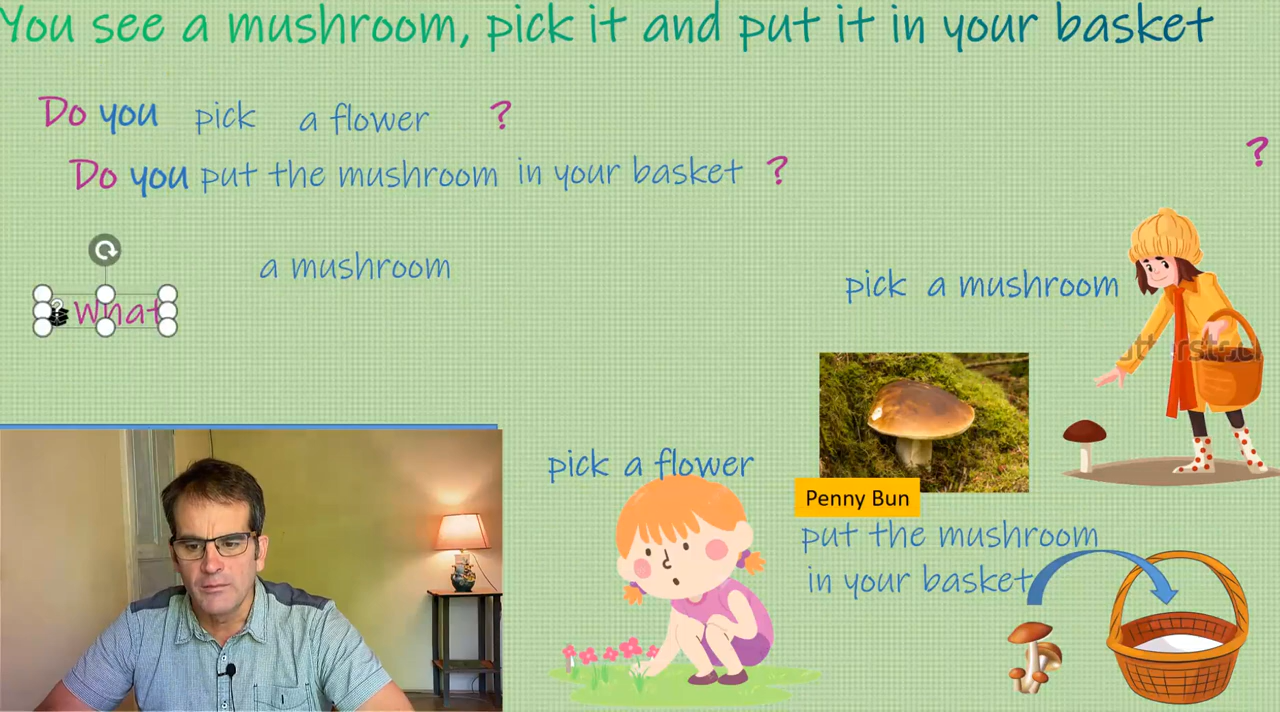 You see a mushroom, pick it and put it in your basket
Do you pick a flower ?
Do you put the mushroom in your basket ?
?
a mushroom
What
pick a mushroom
pick a flower
Penny Bun
put the mushroom
in your basket